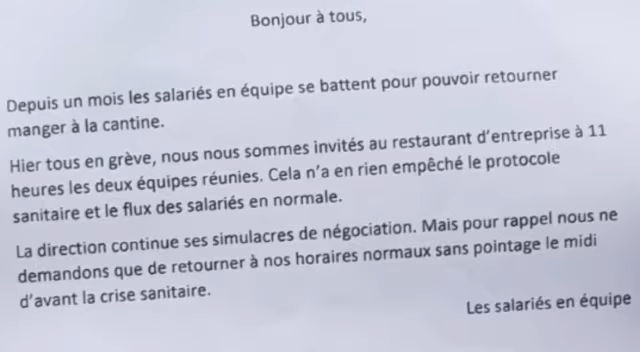 Bonjour à tous,
Depuis un mois les salariés en équipe se battent pour pouvoir retourner
manger à la cantine.
Hier tous en grève, nous nous sommes invités au restaurant d'entreprise à 11
heures les deux équipes réunies. Cela n'a en rien empêché le protocole
sanitaire et le flux des salariés en normale.
La direction continue ses simulacres de négociation. Mais pour rappel nous ne
demandons que de retourner à nos horaires normaux sans pointage le midi
d'avant la crise sanitaire.
Les salariés en équipe